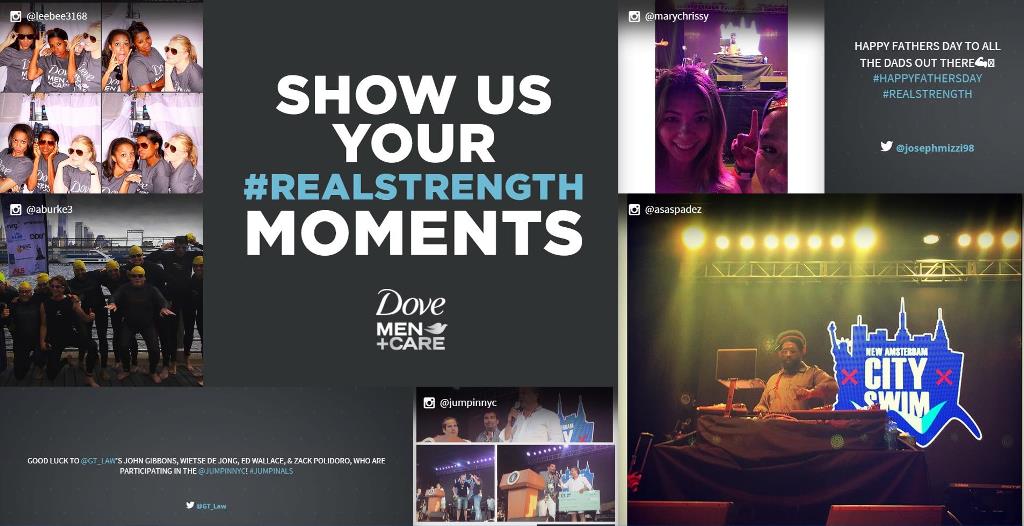 @leebee3168
SHOW US
YOUR
#REALSTRENGTH
MOMENTS
Dove
MEN
+CARE
@marychrissy
HAPPY FATHERS DAY TO ALL
THE DADS OUT THERE
#HAPPYFATHERSDAY
#REALSTRENGTH
@josephmizzi98
@aburke3
@asaspadez
NEW AMSTERDAM
CITY
SWIM
GOOD LUCK TO @GT_LAW'S JOHN GIBBONS, WIETSE DE JONG, ED WALLACE, & ZACK POLIDORO, WHO ARE
PARTICIPATING IN THE @JUMPINNYC! #JUMPINALS
@GT_Law
@jumpinnyc